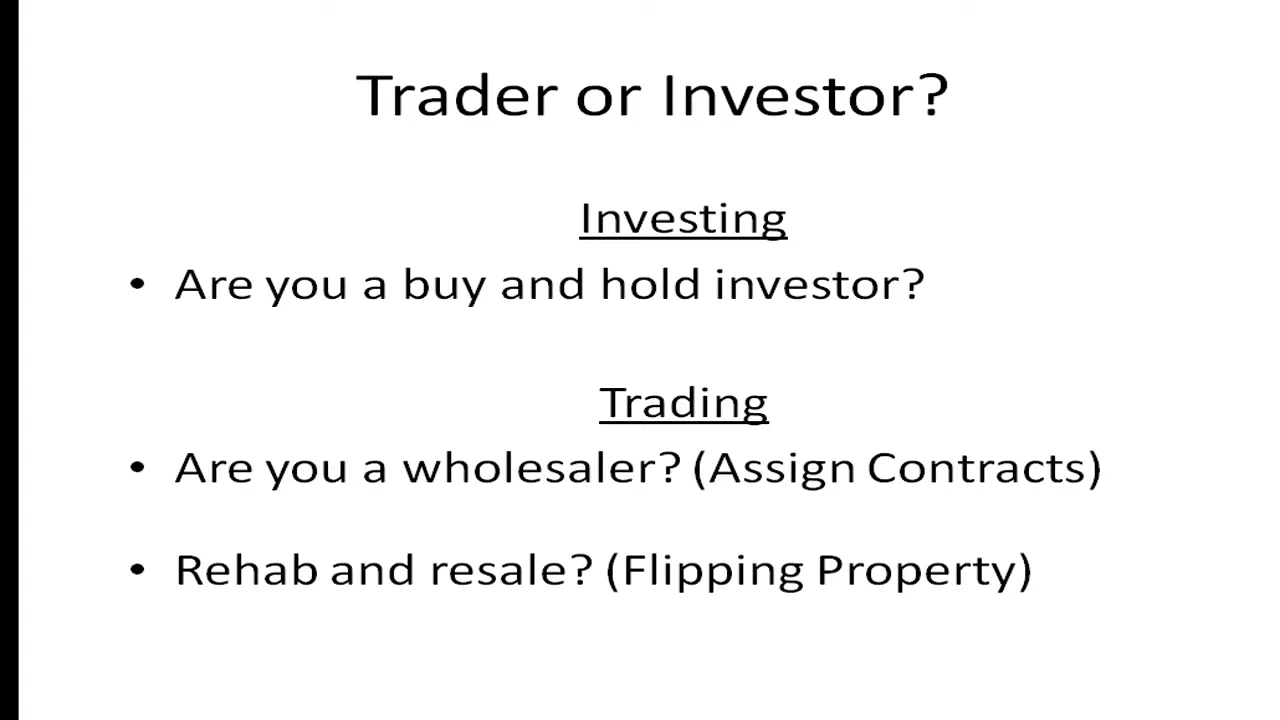 Trader or Investor?
Investing
• Are you a buy and hold investor?
Trading
• Are you a wholesaler? (Assign Contracts)
• Rehab and resale? (Flipping Property)